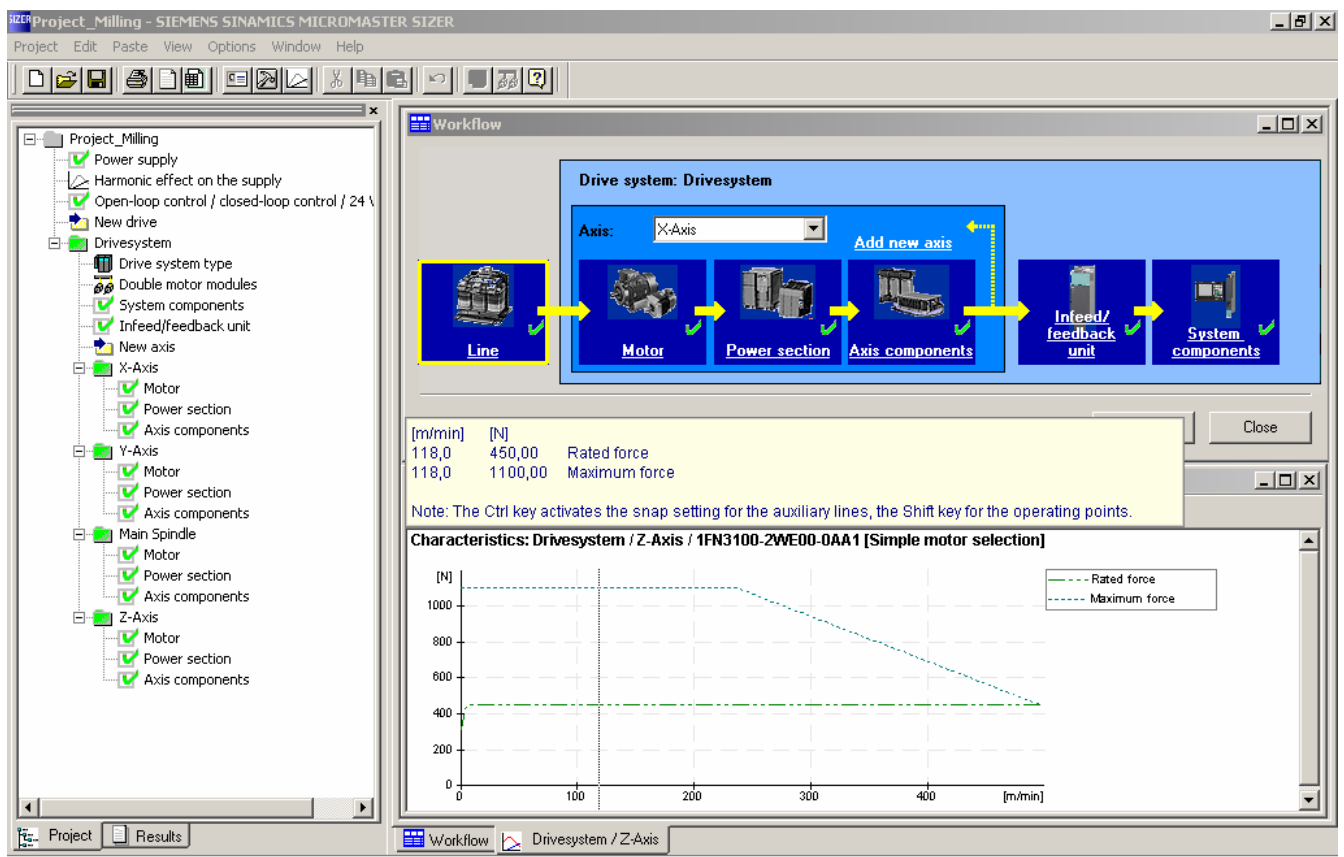 SIZER Project_Milling - SIEMENS SINAMICS MICROMASTER SIZER
Project Edit Paste View Options Window Help
Project_Milling
Power supply
Harmonic effect on the supply
Open-loop control / closed-loop control / 24 V
New drive
Drivesystem
Drive system type
Double motor modules
System components
Infeed/feedback unit
New axis
X-Axis
Motor
Power section
Axis components
Y-Axis
Motor
Power section
Axis components
Main Spindle
Motor
Power section
Axis components
Z-Axis
Motor
Power section
Axis components
Project Results
Workflow
Drive system: Drivesystem
Axis: X-Axis
Add new axis
Line
Motor
Power section
Axis components
Infeed/
feedback
unit
System
components
Close
[m/min] [N]
118,0 450,00 Rated force
118,0 1100,00 Maximum force
Note: The Ctrl key activates the snap setting for the auxiliary lines, the Shift key for the operating points.
Characteristics: Drivesystem / Z-Axis / 1FN3100-2WE00-0AA1 [Simple motor selection]
[N]
1000
800
600
400
200
0
0 100 200 300 400 [m/min]
Rated force
Maximum force
Workflow Drivesystem / Z-Axis